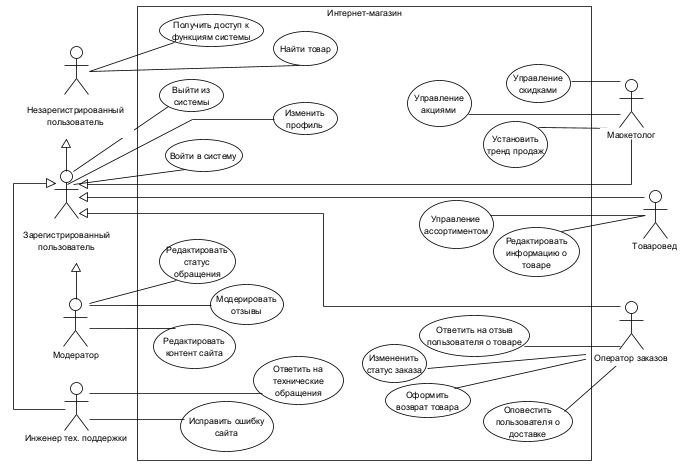 Интернет-магазин
Получить доступ к
функциям системы
Найти товар
Незарегистрированный
пользователь
Выйти из
системы
Изменить
профиль
Войти в систему
Управление
скидками
Управление
акциями
Установить
тренд продаж
Маркетолог
Зарегистрированный
пользователь
Управление
ассортиментом
Редактировать
информацию о
товаре
Товаровед
Редактировать
статус
обращения
Модерировать
отзывы
Редактировать
контент сайта
Модератор
Ответить на отзыв
пользователя о товаре
Измененить
статус заказа
Оформить
возврат товара
Оповестить
пользователя о
доставке
Оператор заказов
Ответить на
технические
обращения
Исправить ошибку
сайта
Инженер тех. поддержки